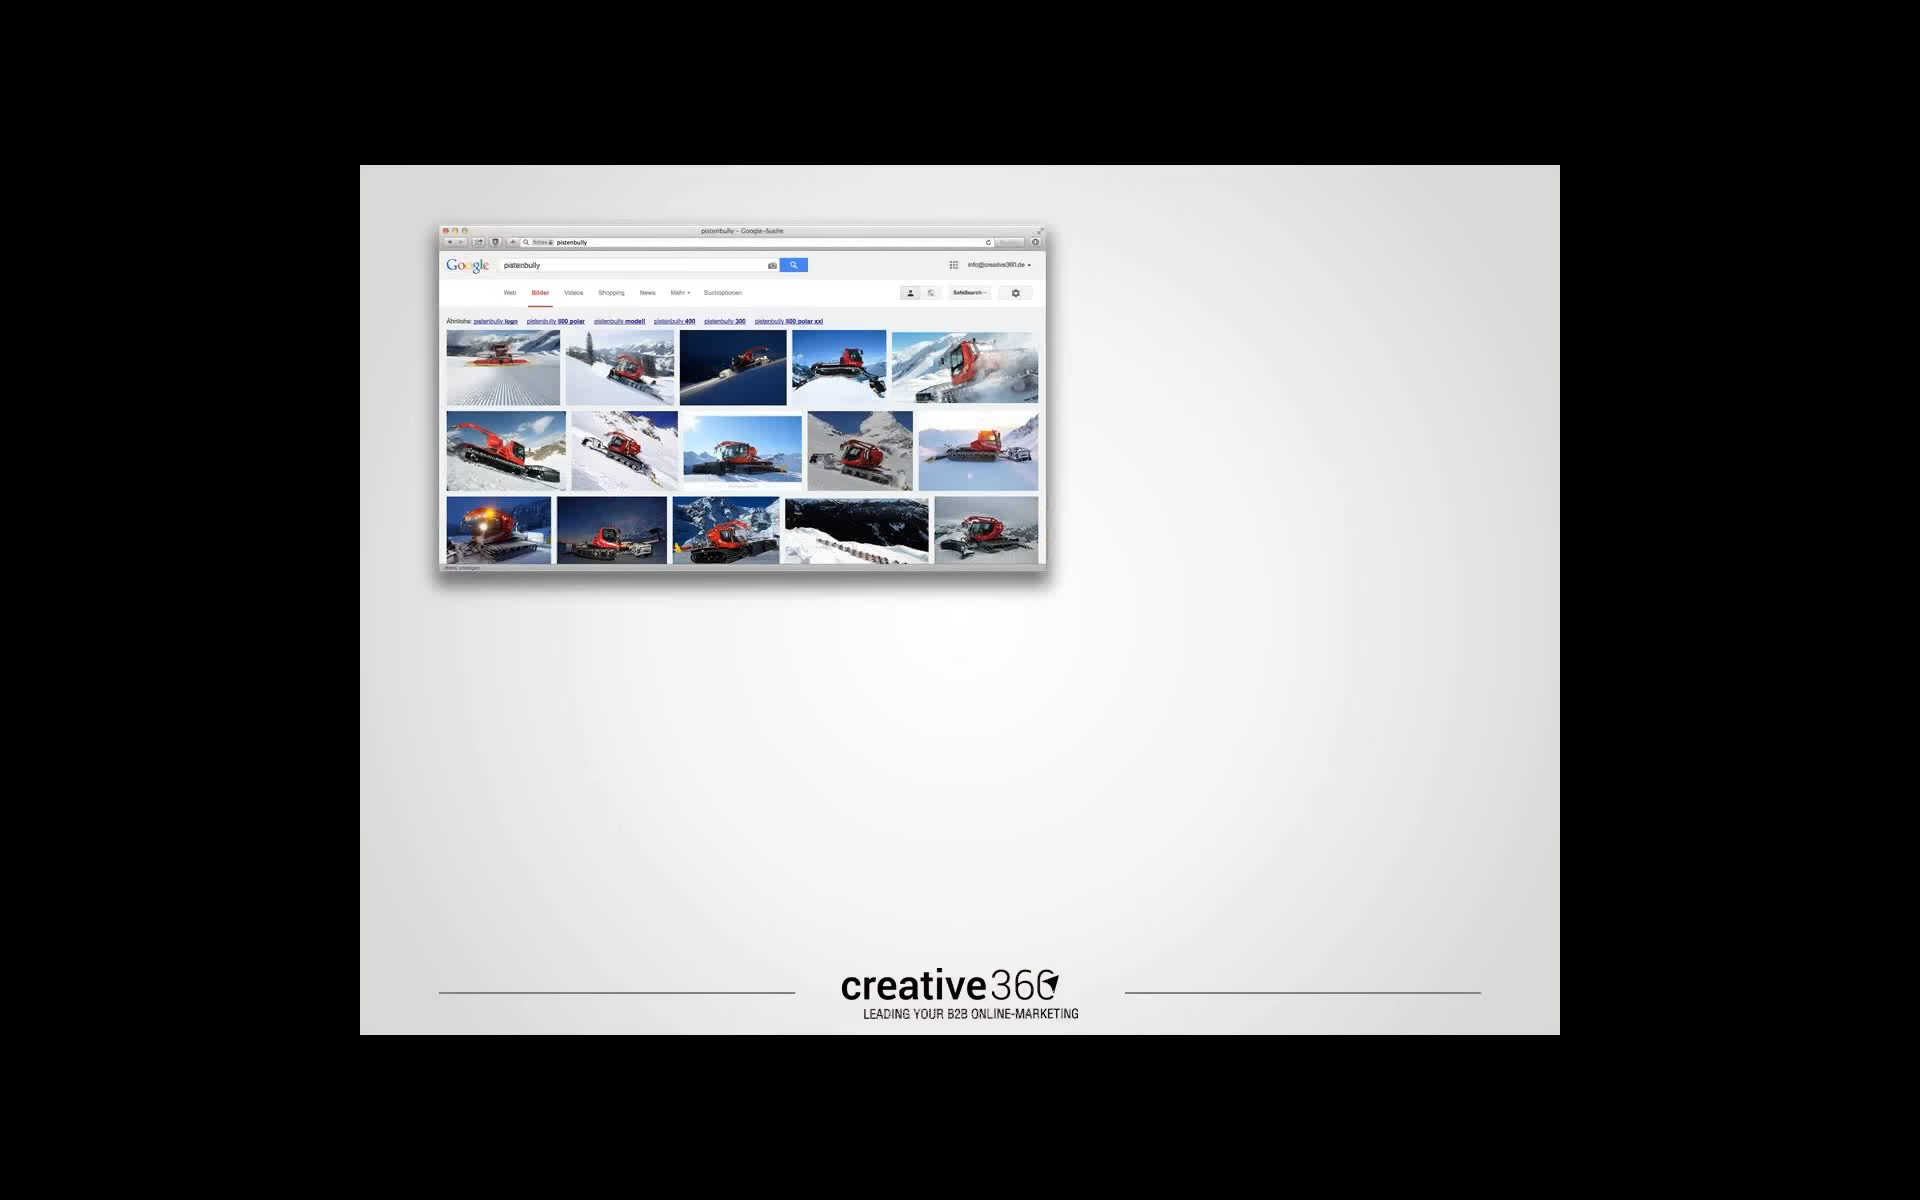 pistenbully - Google-Suche
pistenbully
Google pistenbully info@creative360.de
Web Bilder Videos Shopping News Mehr Suchoptionen SafeSearch
Ähnliche: pistenbully logo pistenbully 600 polar pistenbully modell pistenbully 400 pistenbully 300 pistenbully 500 polar xxl
creative360
LEADING YOUR B2B ONLINE-MARKETING